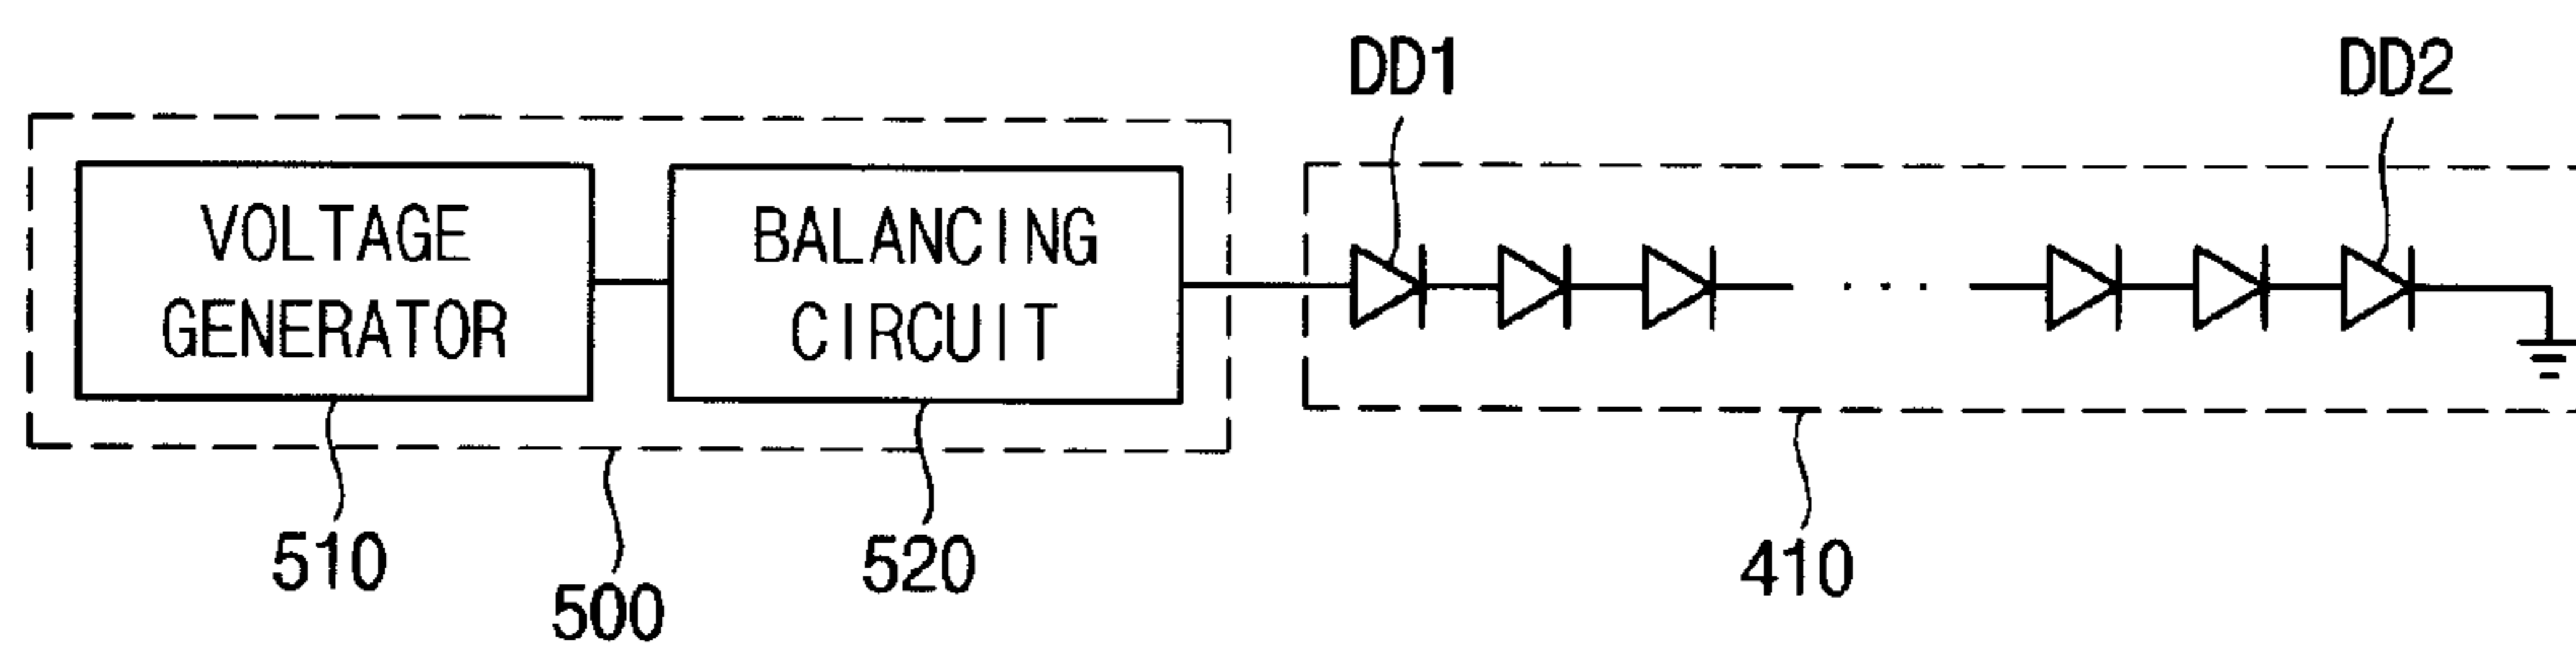 DD1
DD2
VOLTAGE
GENERATOR
BALANCING
CIRCUIT
510
500
520
410